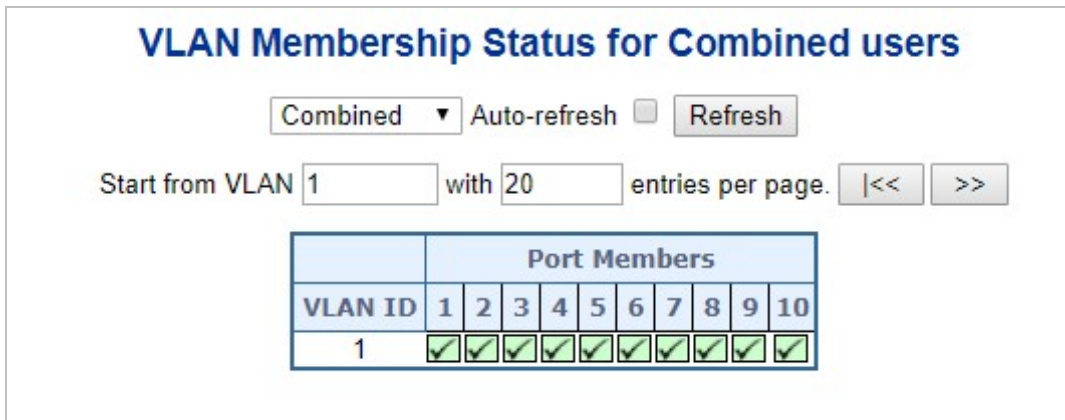 VLAN Membership Status for Combined users
Combined Auto-refresh Refresh
Start from VLAN 1 with 20 entries per page. |<< >>
Port Members
VLAN ID 1 2 3 4 5 6 7 8 9 10
1